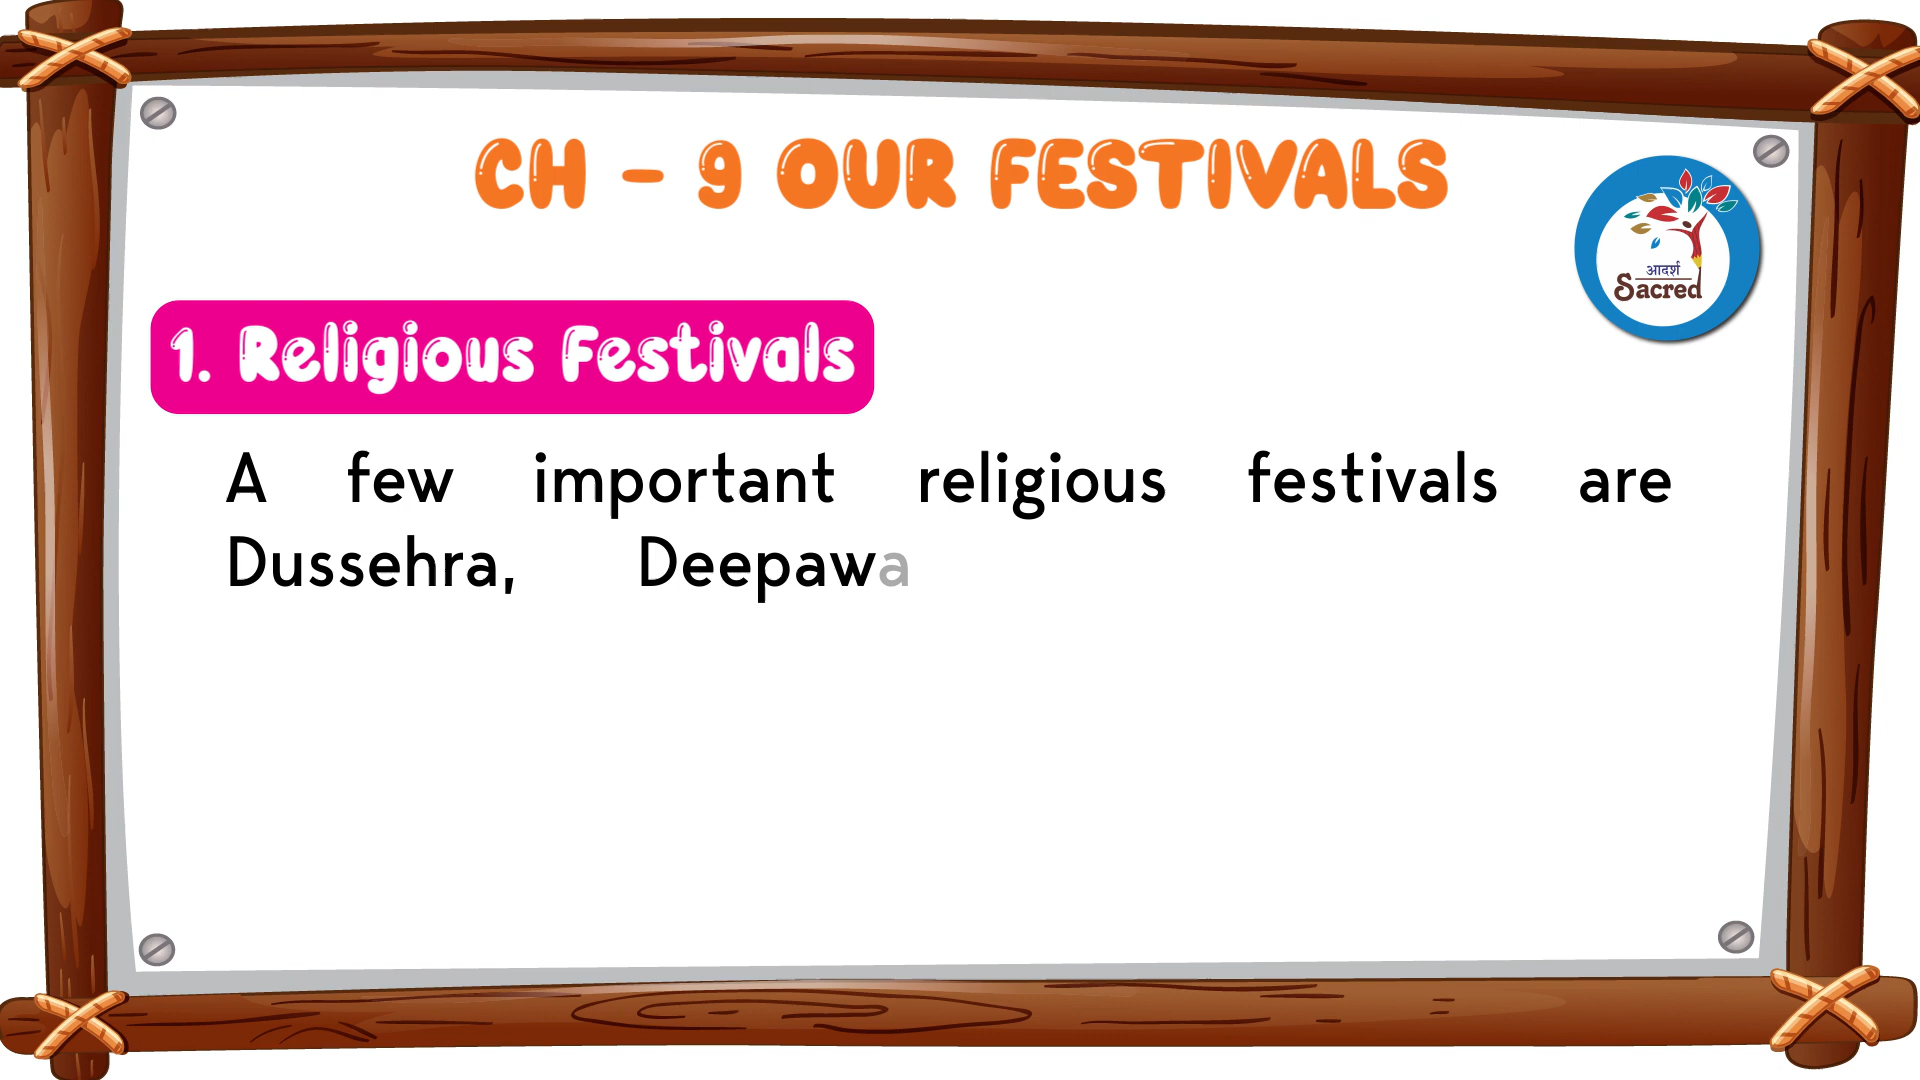 CH - 9 OUR FESTIVALS
आदर्श
Sacred
1. Religious Festivals
A few important religious festivals are
Dussehra, Deepawa